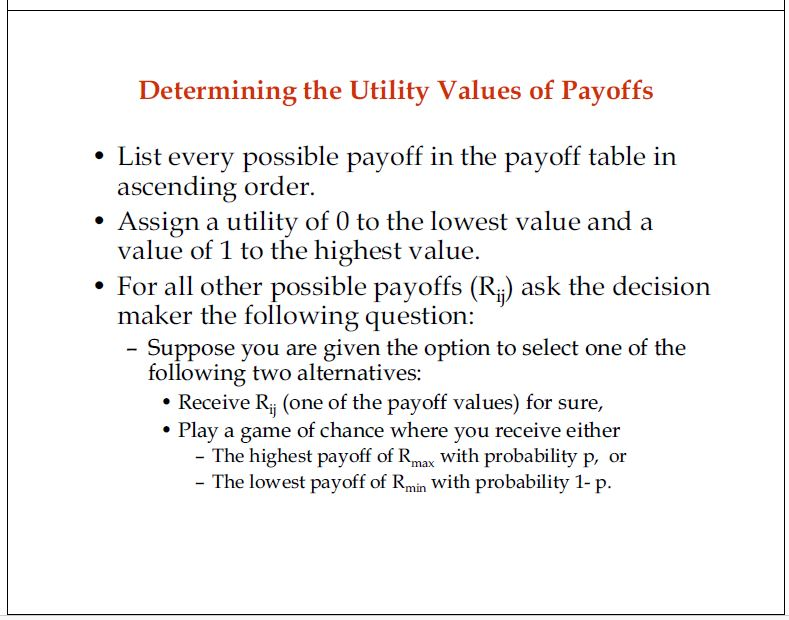 Determining the Utility Values of Payoffs
• List every possible payoff in the payoff table in
ascending order.
• Assign a utility of 0 to the lowest value and a
value of 1 to the highest value.
• For all other possible payoffs (Rij) ask the decision
maker the following question:
– Suppose you are given the option to select one of the
following two alternatives:
• Receive Rij (one of the payoff values) for sure,
• Play a game of chance where you receive either
– The highest payoff of Rmax with probability p, or
– The lowest payoff of Rmin with probability 1- p.